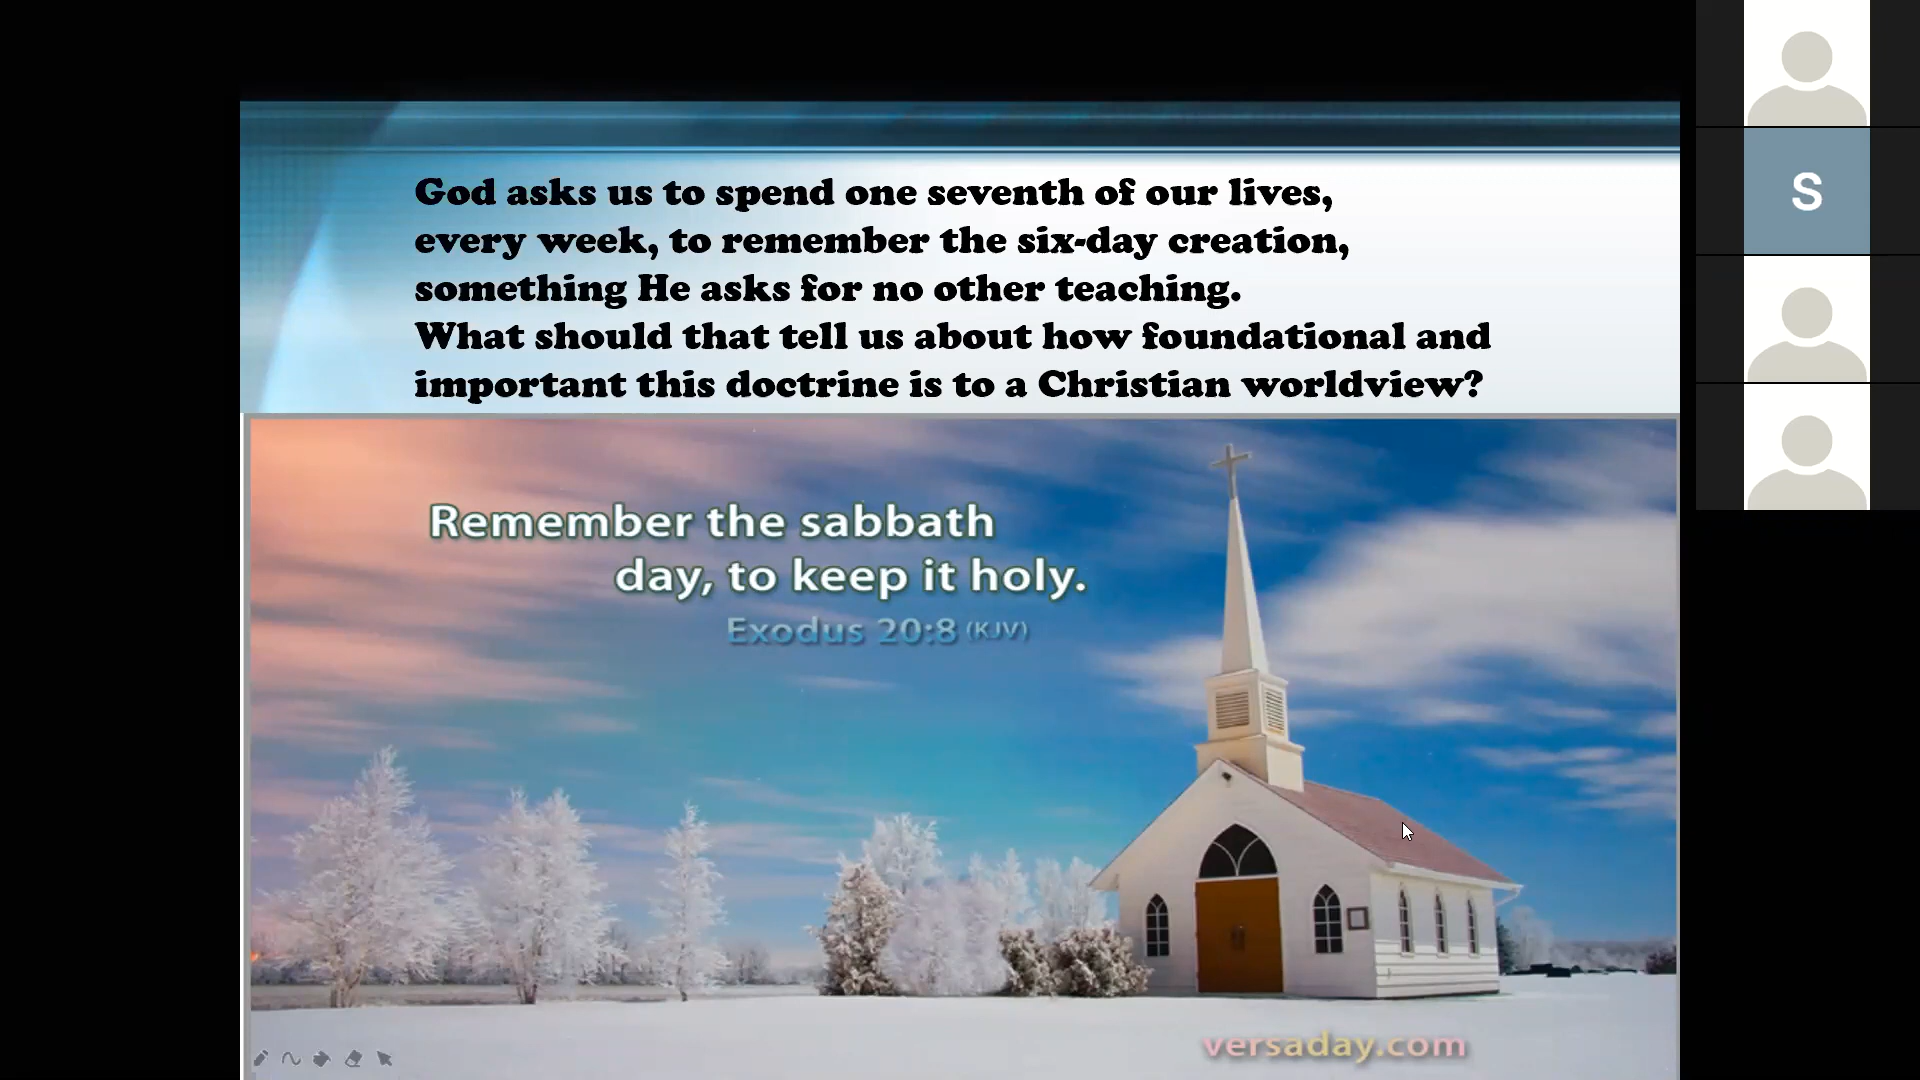 God asks us to spend one seventh of our lives,
every week, to remember the six-day creation,
something He asks for no other teaching.
What should that tell us about how foundational and
important this doctrine is to a Christian worldview?
Remember the sabbath
day, to keep it holy.
Exodus 20:8 (KJV)
versaday.com
S